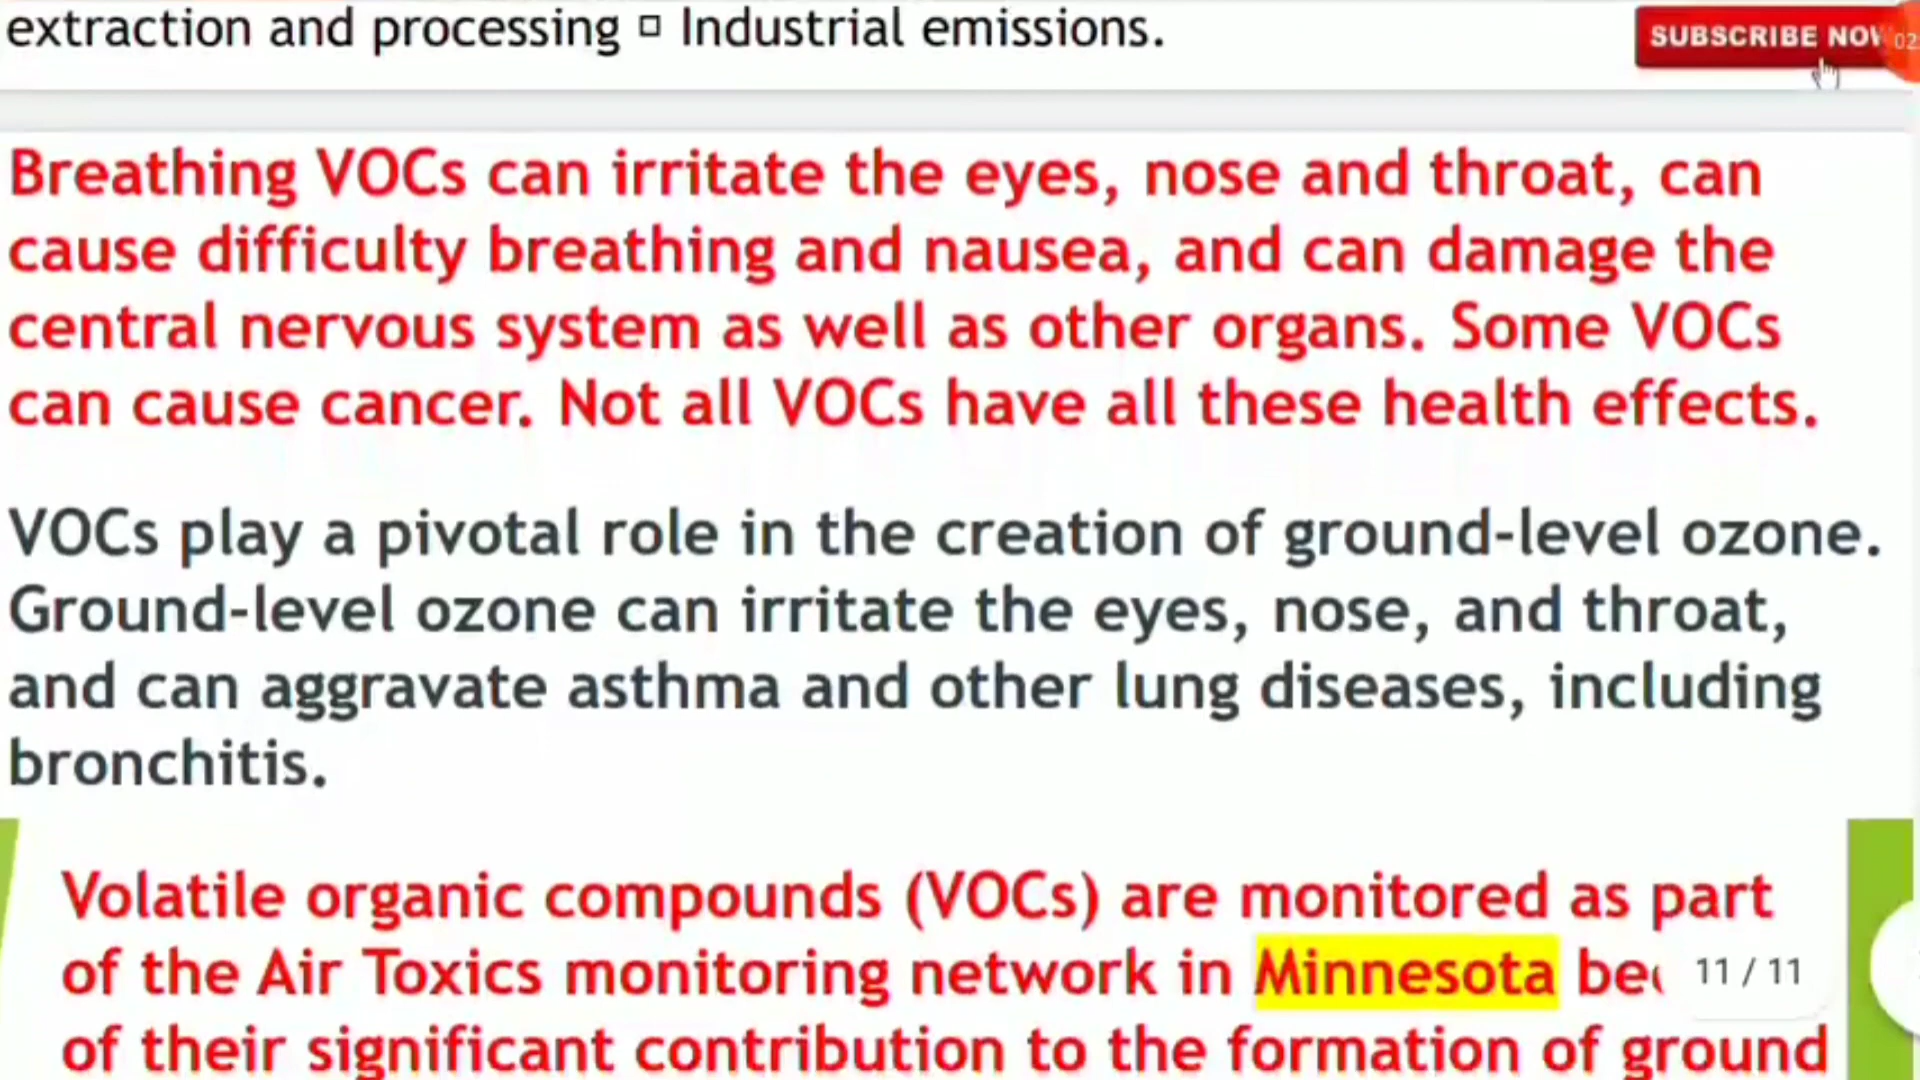 extraction and processing □ Industrial emissions.
SUBSCRIBE NOW
02
Breathing VOCs can irritate the eyes, nose and throat, can
cause difficulty breathing and nausea, and can damage the
central nervous system as well as other organs. Some VOCs
can cause cancer. Not all VOCs have all these health effects.
VOCs play a pivotal role in the creation of ground-level ozone.
Ground-level ozone can irritate the eyes, nose, and throat,
and can aggravate asthma and other lung diseases, including
bronchitis.
Volatile organic compounds (VOCs) are monitored as part
of the Air Toxics monitoring network in Minnesota
11 / 11
of their significant contribution to the formation of ground